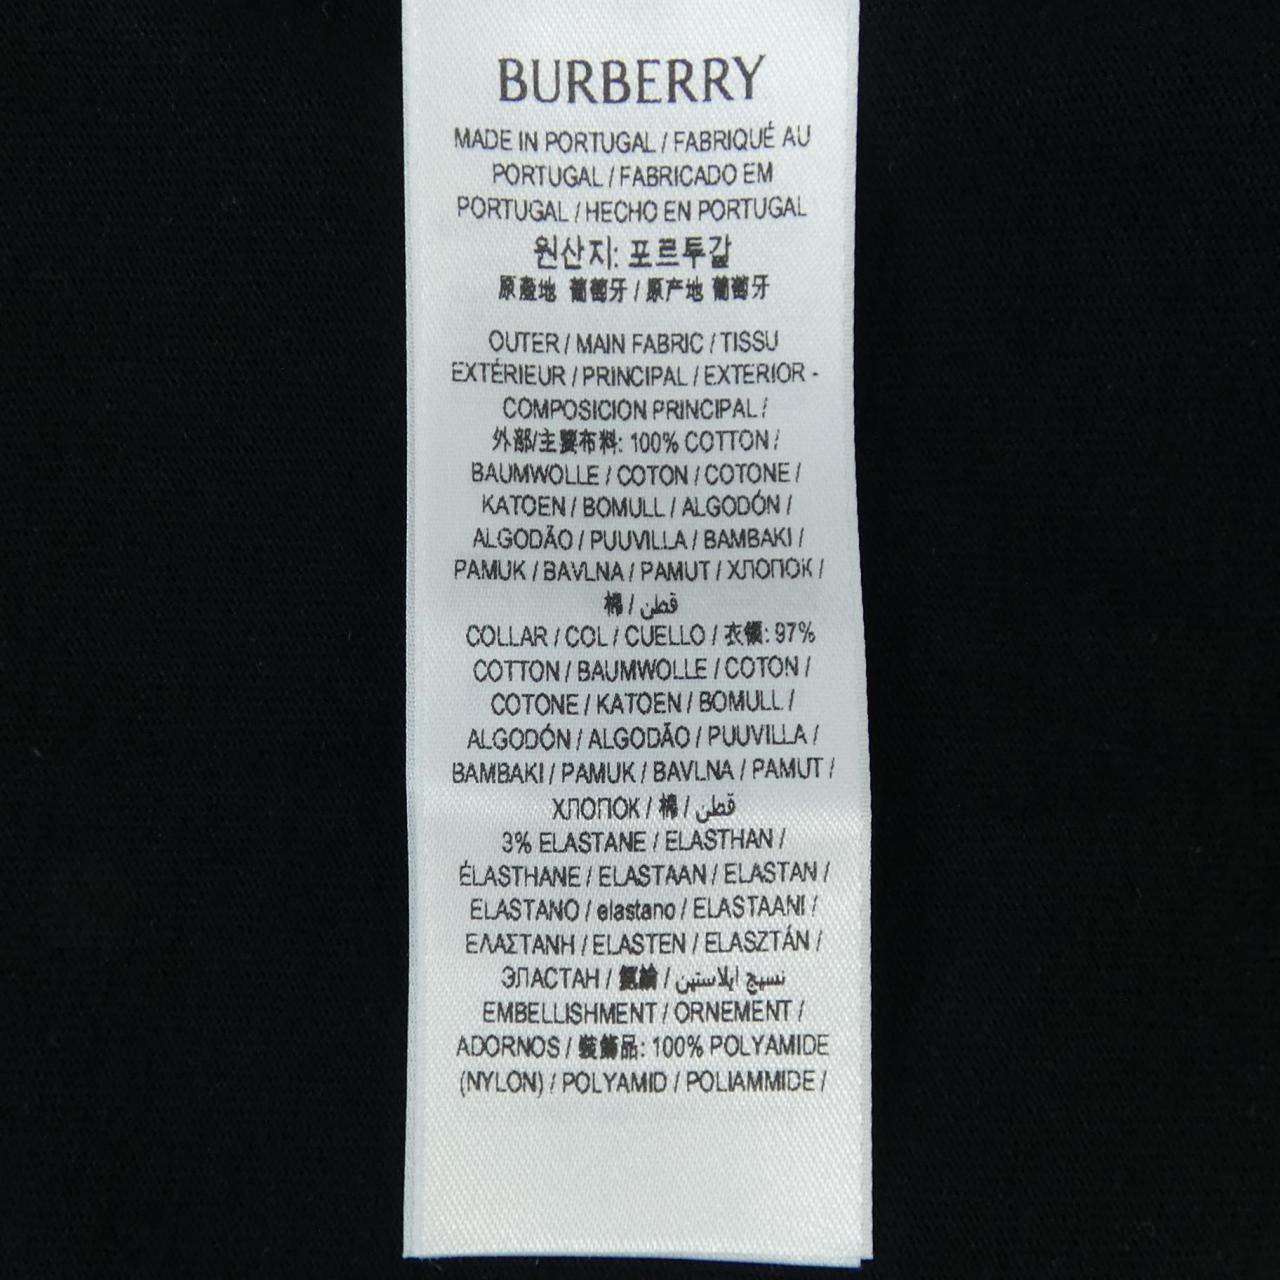 BURBERRY
MADE IN PORTUGAL / FABRIQUÉ AU
PORTUGAL / FABRICADO EM
PORTUGAL / HECHO EN PORTUGAL
원산지: 포르투갈
原產地 葡萄牙 / 原产地 葡萄牙
OUTER / MAIN FABRIC / TISSU
EXTÉRIEUR / PRINCIPAL / EXTERIOR -
COMPOSICION PRINCIPAL /
外部/主要布料: 100% COTTON /
BAUMWOLLE / COTON / COTONE /
KATOEN / BOMULL / ALGODÓN /
ALGODÃO / PUUVILLA / BAMBAKI /
PAMUK / BAVLNA / PAMUT / ХЛОПОК /
棉 / قطن
COLLAR / COL / CUELLO / 衣領: 97%
COTTON / BAUMWOLLE / COTON /
COTONE / KATOEN / BOMULL /
ALGODÓN / ALGODÃO / PUUVILLA /
BAMBAKI / PAMUK / BAVLNA / PAMUT /
ХЛОПОК / 棉 / قطن
3% ELASTANE / ELASTHAN /
ÉLASTHANE / ELASTAAN / ELASTAN /
ELASTANO / elastano / ELASTAANI /
ΕΛΑΣΤΑΝΗ / ELASTEN / ELASZTÁN /
ЭЛАСТАН / 氨綸 / نسيج ايلاستين
EMBELLISHMENT / ORNEMENT /
ADORNOS / 裝飾品: 100% POLYAMIDE
(NYLON) / POLYAMID / POLIAMMIDE /